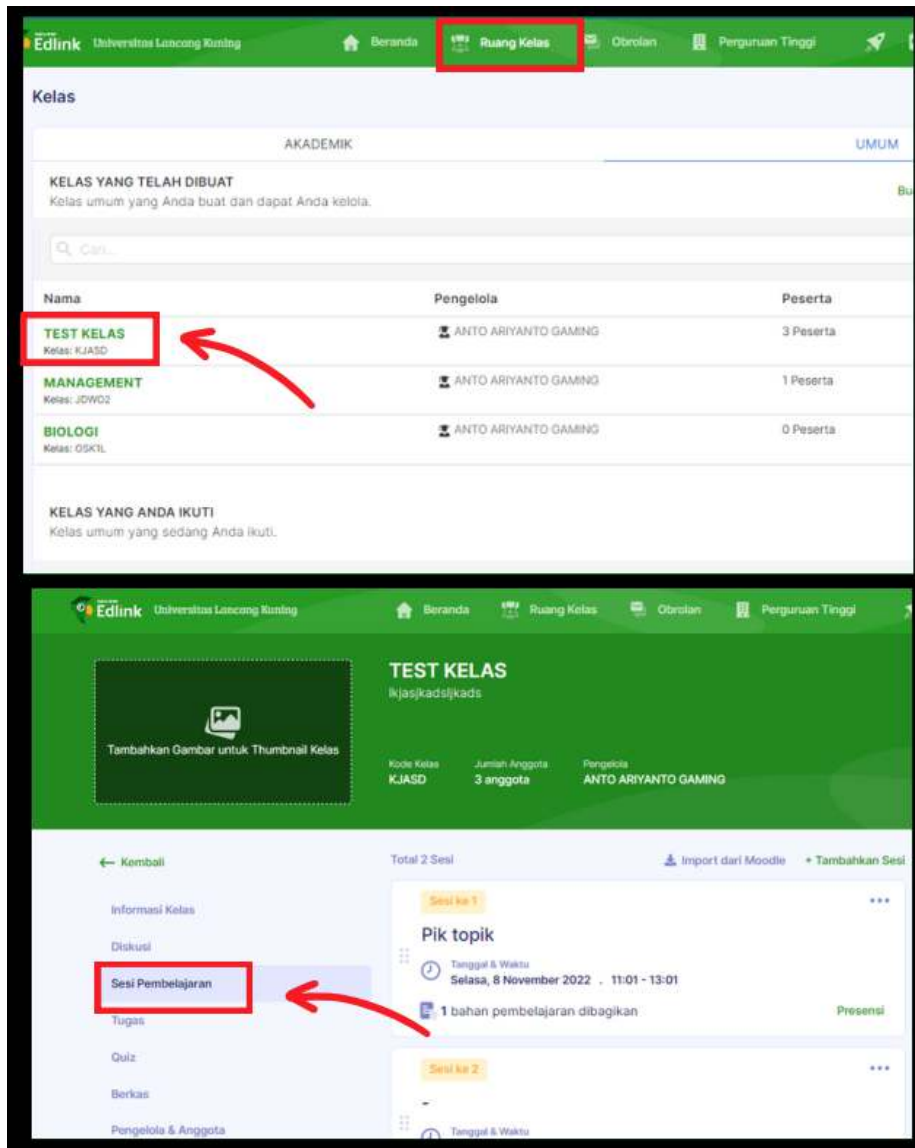 Edlink Universitas Lancang Kuning Beranda Ruang Kelas Obrolan Perguruan Tinggi
Kelas
AKADEMIK UMUM
KELAS YANG TELAH DIBUAT
Kelas umum yang Anda buat dan dapat Anda kelola.
Bu
Cari...
Nama Pengelola Peserta
TEST KELAS ANTO ARIYANTO GAMING 3 Peserta
Kelas: KJASD
MANAGEMENT ANTO ARIYANTO GAMING 1 Peserta
Kelas: JDWO2
BIOLOGI ANTO ARIYANTO GAMING 0 Peserta
Kelas:
KELAS YANG ANDA IKUTI
Kelas umum yang sedang Anda ikuti.
Edlink Universitas Lancang Kuning Beranda Ruang Kelas Obrolan Perguruan Tinggi
TEST KELAS
lkjasjkadsljkads
Tambahkan Gambar untuk Thumbnail Kelas
Kode Kelas Jumlah Anggota Pengelola
KJASD 3 anggota ANTO ARIYANTO GAMING
Kembali
Total 2 Sesi Import dari Moodle + Tambahkan Sesi
Informasi Kelas
Diskusi
Sesi Pembelajaran
Tugas
Quiz
Berkas
Pengelola & Anggota
Sesi ke 1
Pik topik
Tanggal & Waktu
Selasa, 8 November 2022 . 11:01 - 13:01
1 bahan pembelajaran dibagikan Presensi
Sesi ke 2
-
Tanggal & Waktu